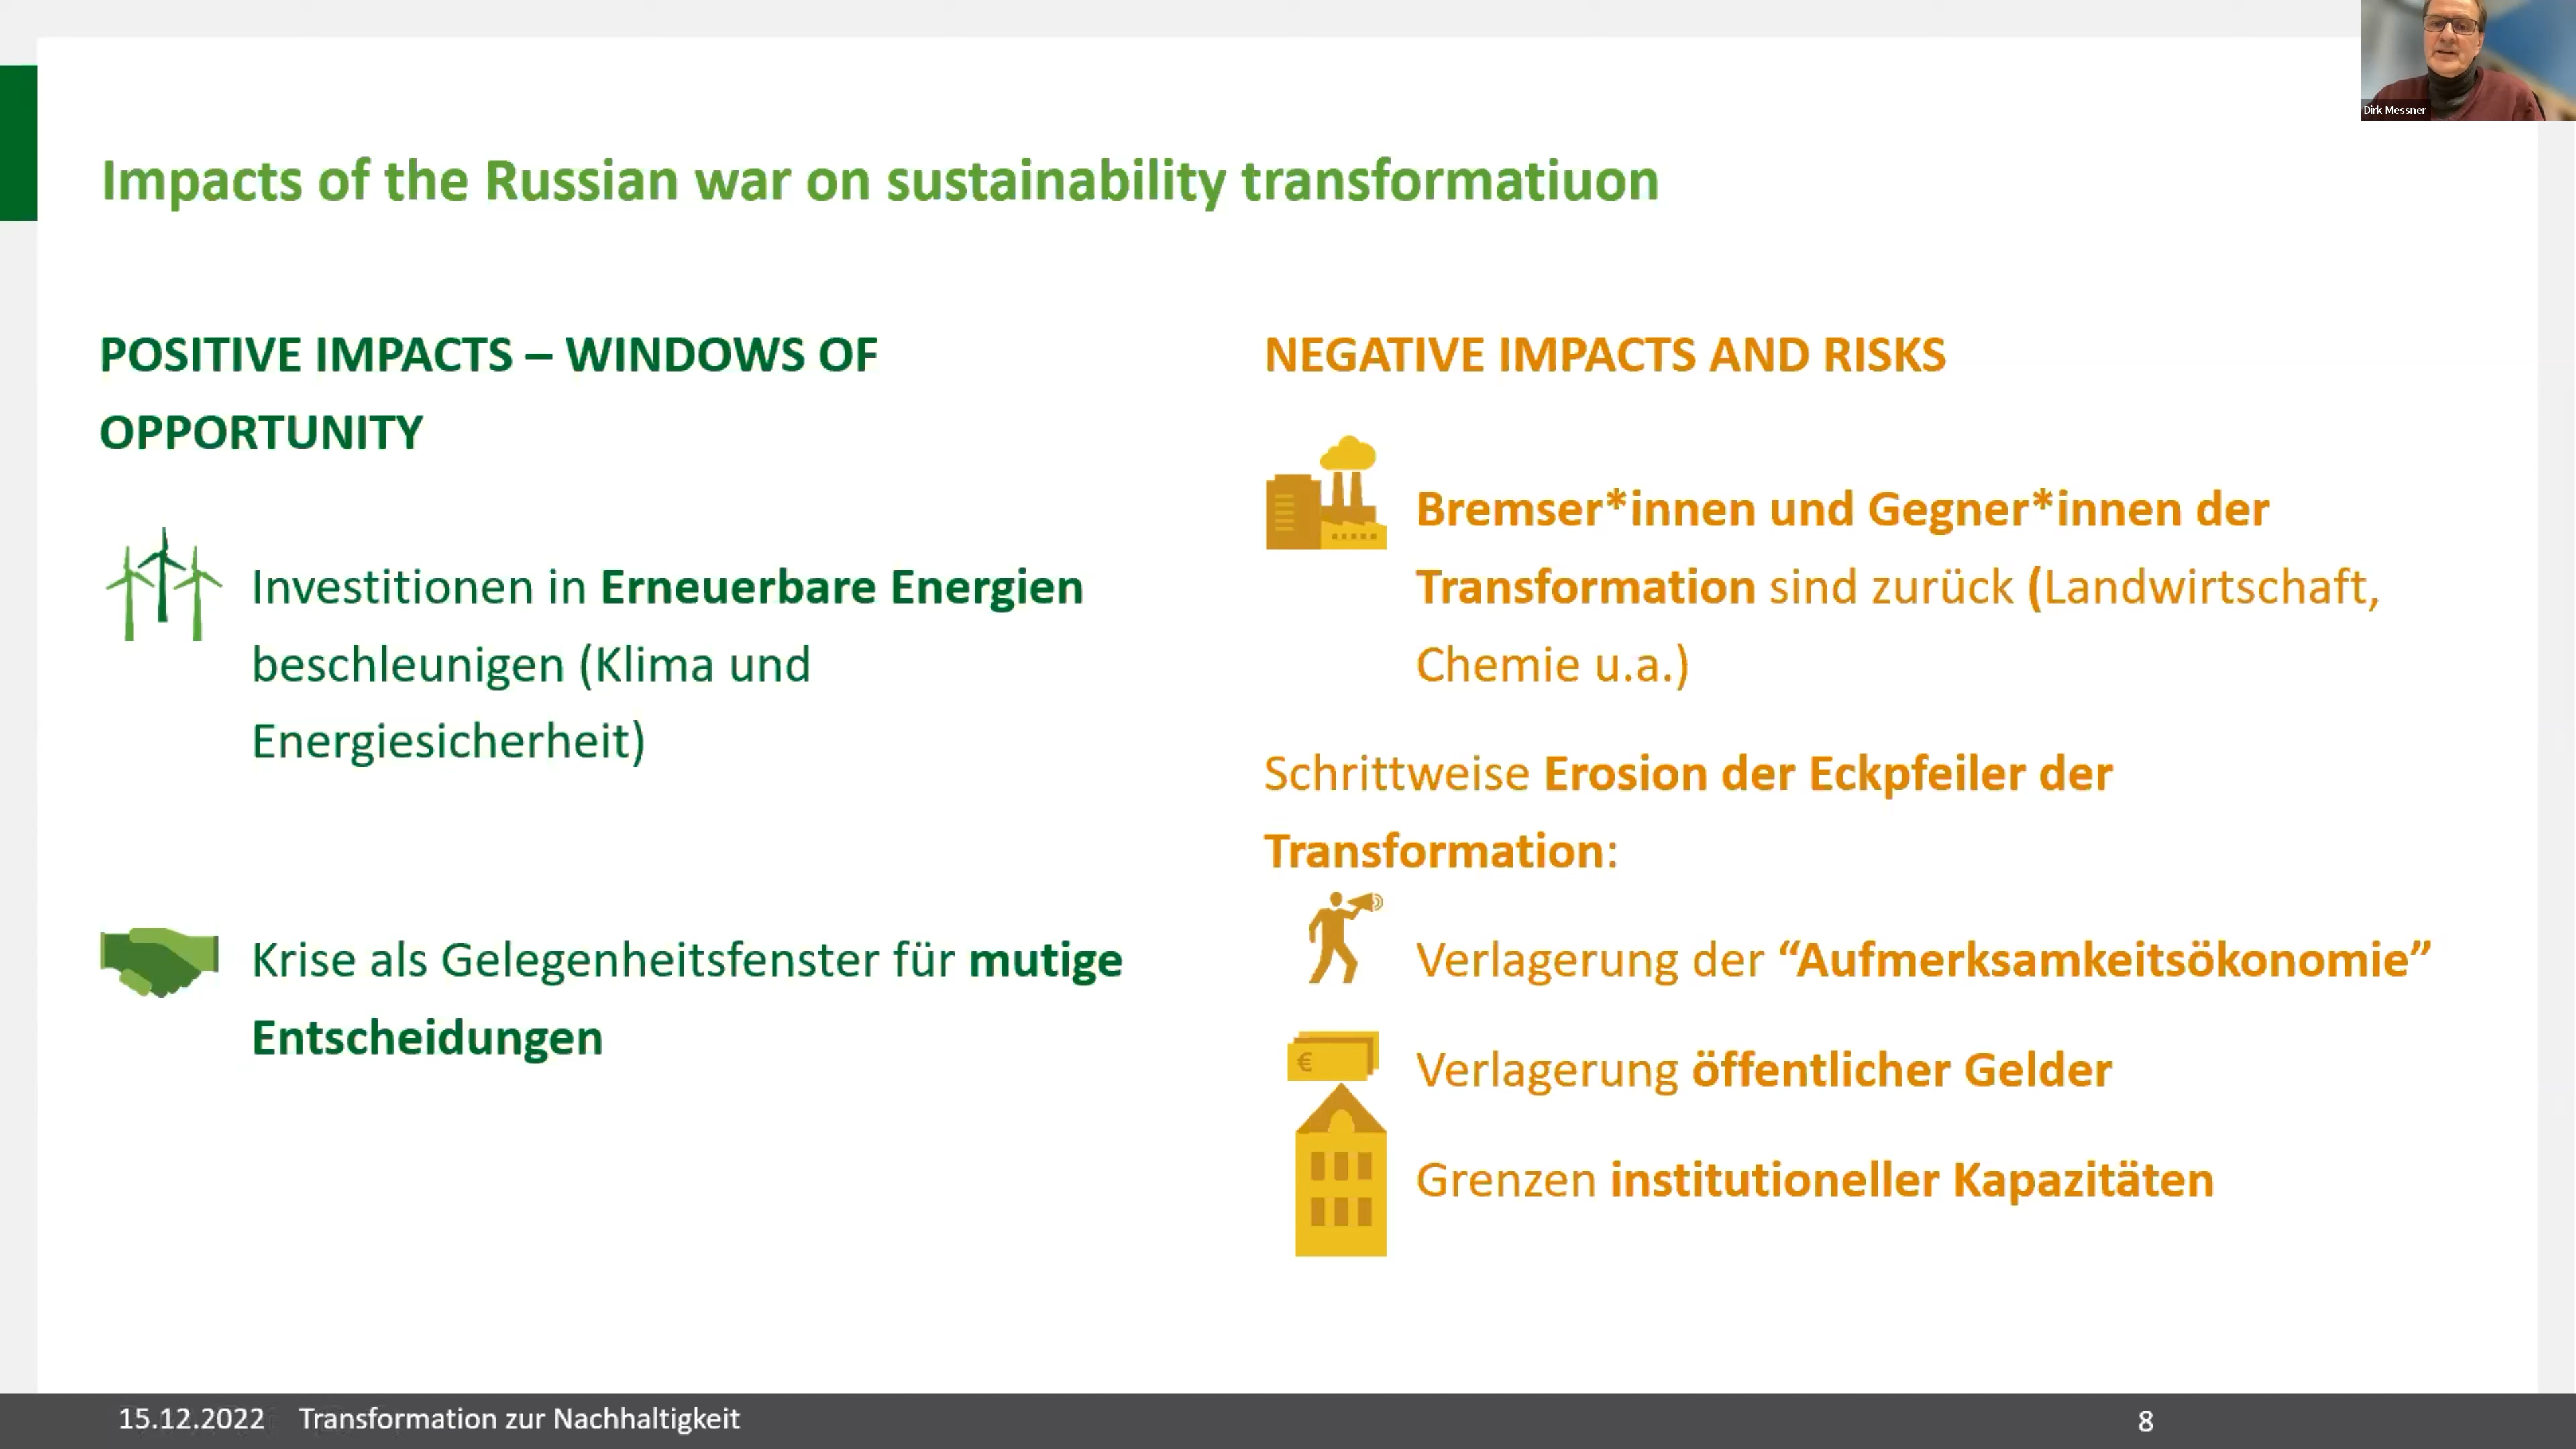 Dirk Messner
Impacts of the Russian war on sustainability transformatiuon
POSITIVE IMPACTS – WINDOWS OF
OPPORTUNITY
Investitionen in Erneuerbare Energien
beschleunigen (Klima und
Energiesicherheit)
Krise als Gelegenheitsfenster für mutige
Entscheidungen
NEGATIVE IMPACTS AND RISKS
Bremser*innen und Gegner*innen der
Transformation sind zurück (Landwirtschaft,
Chemie u.a.)
Schrittweise Erosion der Eckpfeiler der
Transformation:
Verlagerung der “Aufmerksamkeitsökonomie”
€
Verlagerung öffentlicher Gelder
Grenzen institutioneller Kapazitäten
15.12.2022 Transformation zur Nachhaltigkeit
8